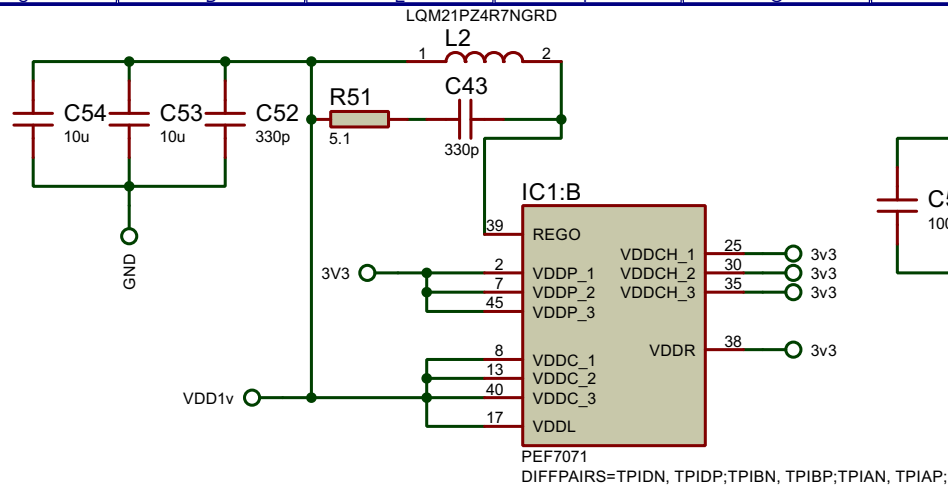 LQM21PZ4R7NGRD
L2
1 2
C43
R51
C54 C53 C52
10u 10u 330p
5.1
330p
GND
IC1:B
39 REGO
VDDCH_1 25 3v3
3V3 2 VDDP_1
VDDCH_2 30 3v3
7 VDDP_2
VDDCH_3 35 3v3
45 VDDP_3
VDDR 38 3v3
8 VDDC_1
13 VDDC_2
VDD1v 40 VDDC_3
17 VDDL
PEF7071
DIFFPAIRS=TPIDN, TPIDP;TPIBN, TPIBP;TPIAN, TPIAP;